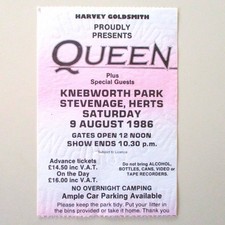 HARVEY GOLDSMITH
PROUDLY
PRESENTS
QUEEN
Plus
Special Guests
KNEBWORTH PARK
STEVENAGE, HERTS
SATURDAY
9 AUGUST 1986
GATES OPEN 12 NOON
SHOW ENDS 10.30 p.m.
Subject to Licence
Advance tickets
£14.50 inc V.A.T.
On the Day
£16.00 inc V.A.T.
Do not bring ALCOHOL,
BOTTLES, CANS, VIDEO or
TAPE RECORDERS.
NO OVERNIGHT CAMPING
Ample Car Parking Available
Please keep the park tidy. Put your litter in
the bins provided or take it home. Thank you